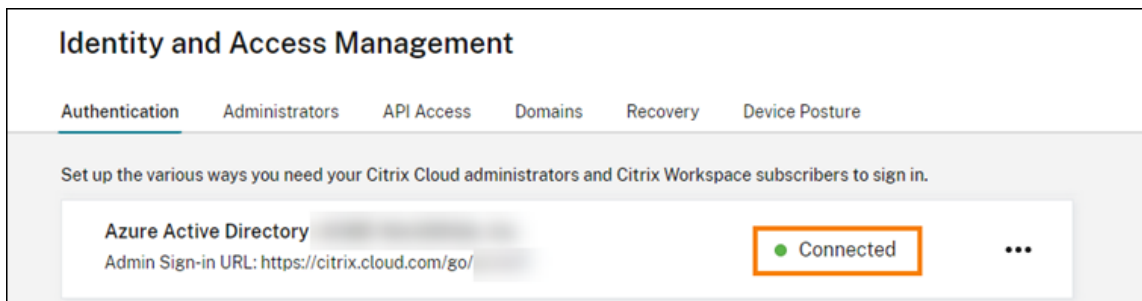 Identity and Access Management
Authentication Administrators API Access Domains Recovery Device Posture
Set up the various ways you need your Citrix Cloud administrators and Citrix Workspace subscribers to sign in.
Azure Active Directory
Connected
Admin Sign-in URL: https://citrix.cloud.com/go/